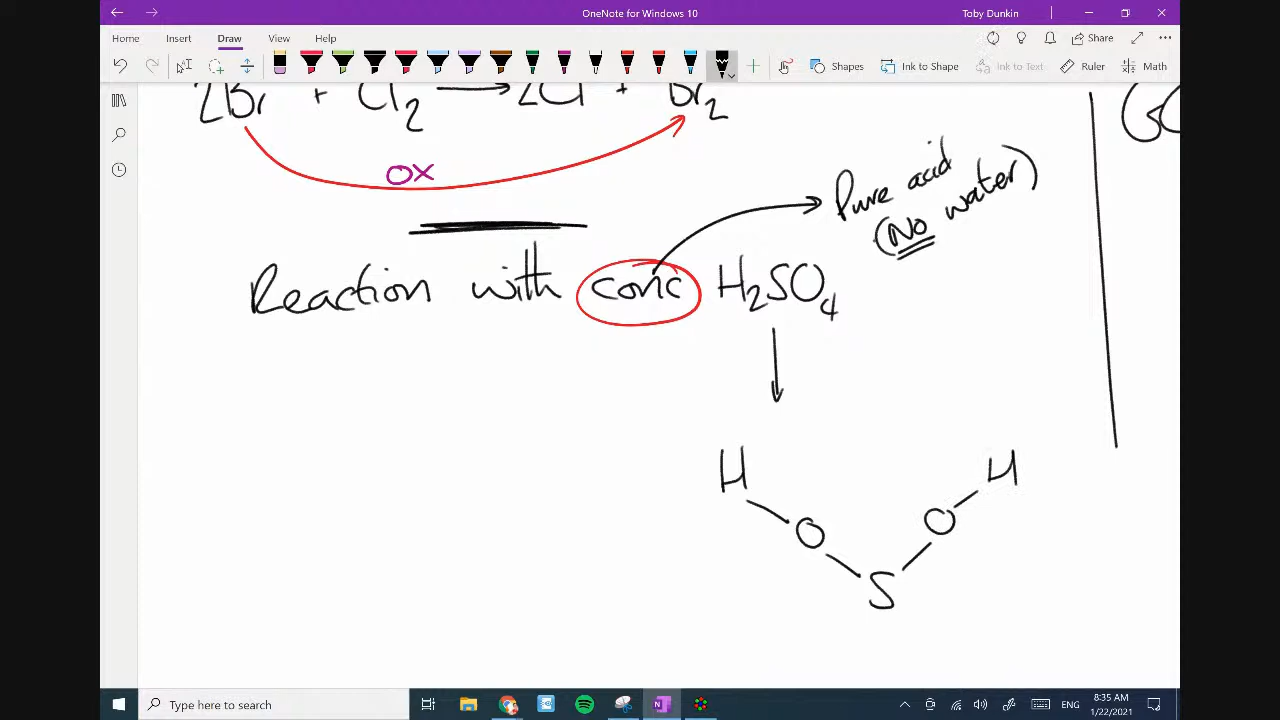 OneNote for Windows 10
Toby Dunkin
Home Insert Draw View Help
Share
Shapes
Ink to Shape
Ink to Text
Ruler
Math
2Br + Cl2 → 2Cl + Br2
OX
Pure acid
(No water)
Reaction with conc H2SO4
H H
O O
S
Type here to search
ENG
8:35 AM
1/22/2021